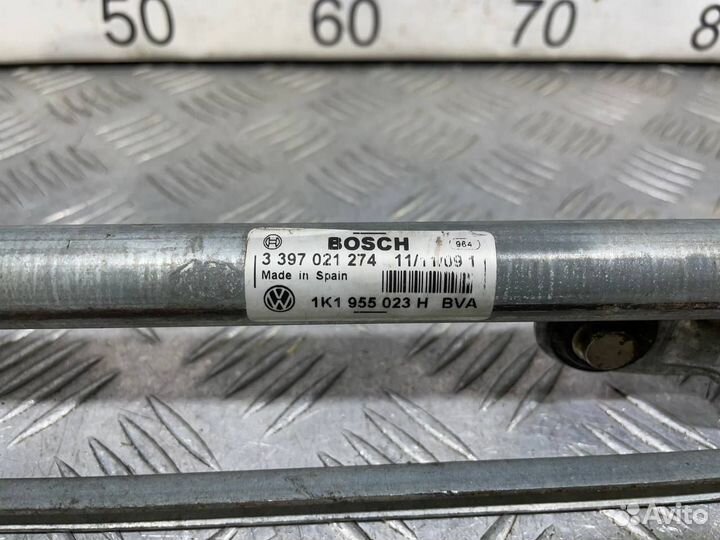 50 60 70 8
BOSCH 964
3 397 021 274 11/11/09 1
Made in Spain
1K1 955 023 H BVA
Avito